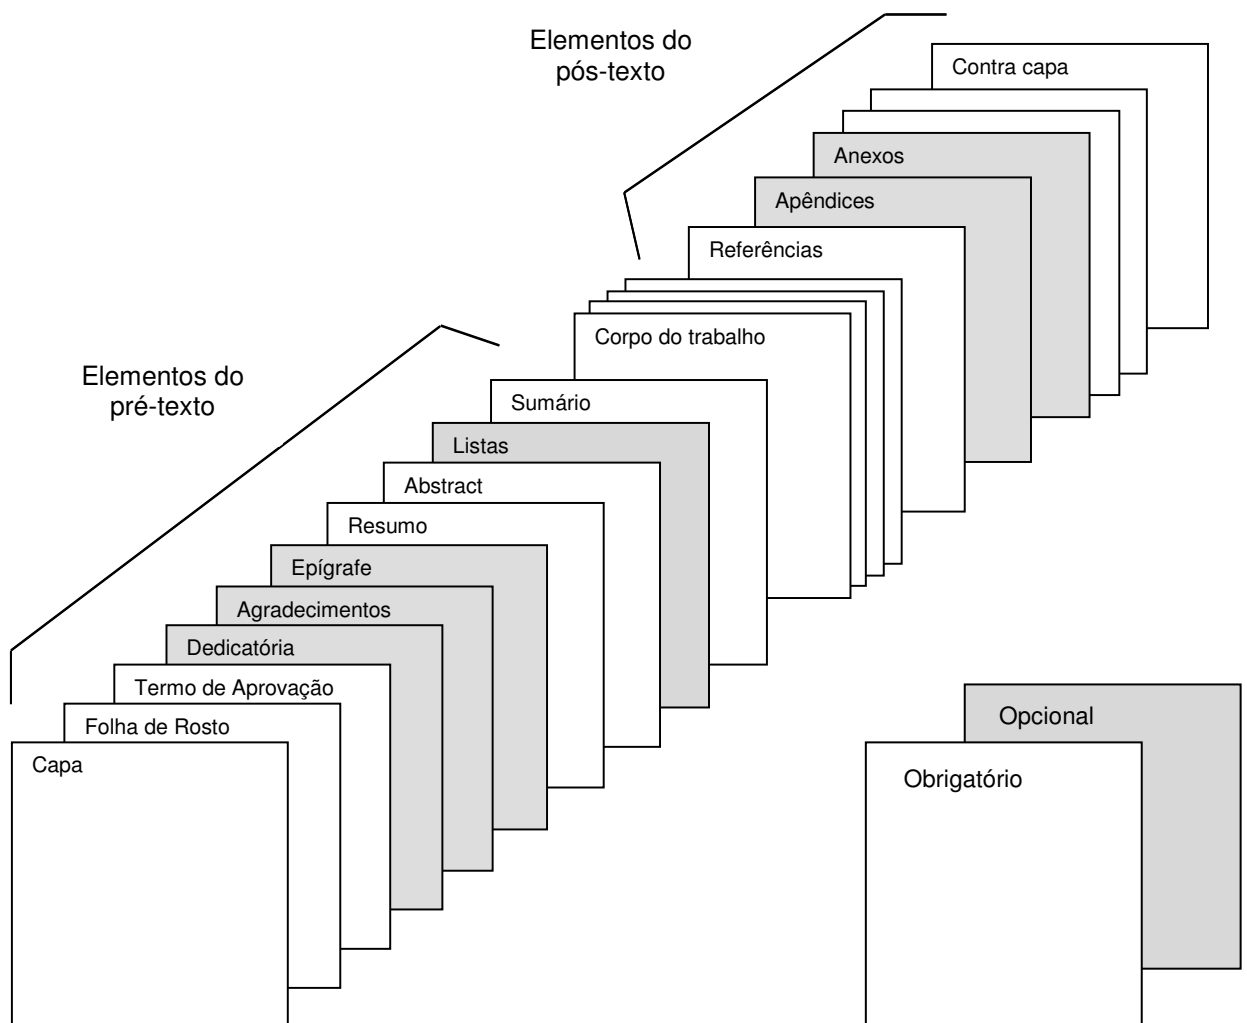 Elementos do
pós-texto
Contra capa
Anexos
Apêndices
Referências
Corpo do trabalho
Elementos do
pré-texto
Sumário
Listas
Abstract
Resumo
Epígrafe
Agradecimentos
Dedicatória
Termo de Aprovação
Folha de Rosto
Capa
Opcional
Obrigatório